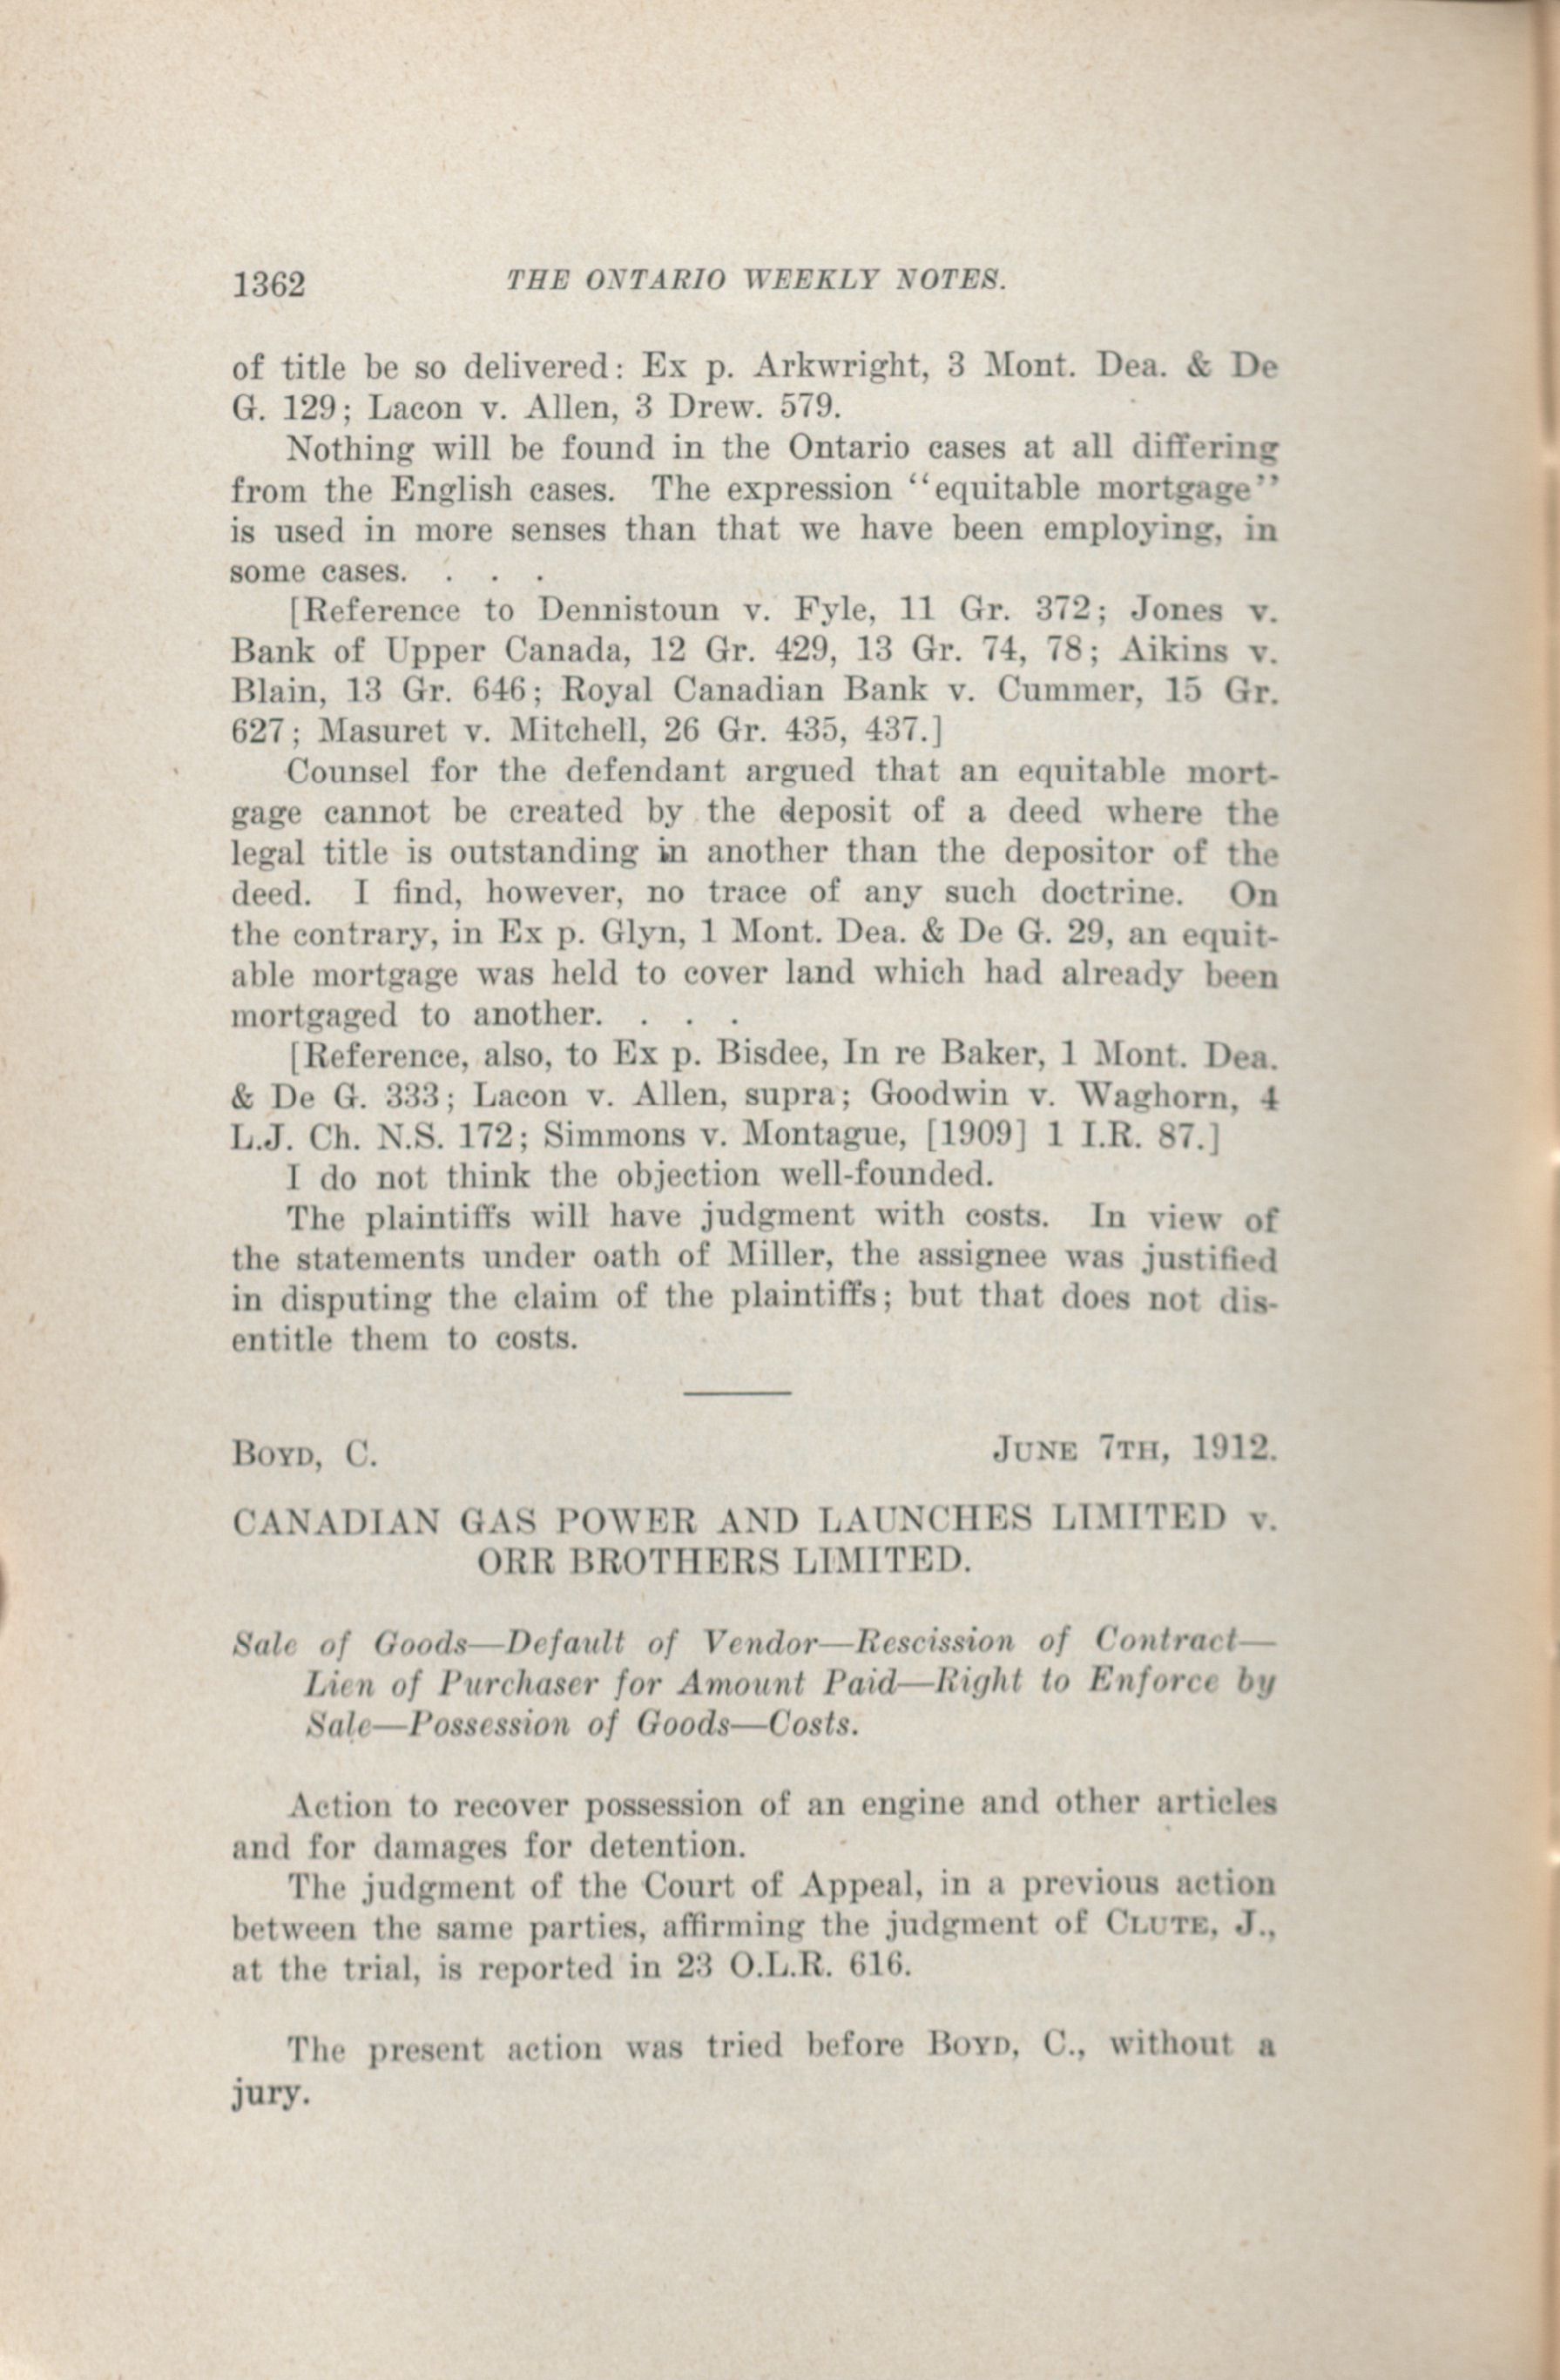 1362 THE ONTARIO WEEKLY NOTES.
of title be so delivered: Ex p. Arkwright, 3 Mont. Dea. & De
G. 129; Lacon v. Allen, 3 Drew. 579.
Nothing will be found in the Ontario cases at all differing
from the English cases. The expression "equitable mortgage"
is used in more senses than that we have been employing, in
some cases. . . .
[Reference to Dennistoun v. Fyle, 11 Gr. 372; Jones v.
Bank of Upper Canada, 12 Gr. 429, 13 Gr. 74, 78; Aikins v.
Blain, 13 Gr. 646; Royal Canadian Bank v. Cummer, 15 Gr.
627; Masuret v. Mitchell, 26 Gr. 435, 437.]
Counsel for the defendant argued that an equitable mort-
gage cannot be created by the deposit of a deed where the
legal title is outstanding in another than the depositor of the
deed. I find, however, no trace of any such doctrine. On
the contrary, in Ex p. Glyn, 1 Mont. Dea. & De G. 29, an equit-
able mortgage was held to cover land which had already been
mortgaged to another. . . .
[Reference, also, to Ex p. Bisdee, In re Baker, 1 Mont. Dea.
& De G. 333; Lacon v. Allen, supra; Goodwin v. Waghorn, 4
L.J. Ch. N.S. 172; Simmons v. Montague, [1909] 1 I.R. 87.]
I do not think the objection well-founded.
The plaintiffs will have judgment with costs. In view of
the statements under oath of Miller, the assignee was justified
in disputing the claim of the plaintiffs; but that does not dis-
entitle them to costs.
BOYD, C. JUNE 7TH, 1912.
CANADIAN GAS POWER AND LAUNCHES LIMITED v.
ORR BROTHERS LIMITED.
Sale of Goods—Default of Vendor—Rescission of Contract—
Lien of Purchaser for Amount Paid—Right to Enforce by
Sale—Possession of Goods—Costs.
Action to recover possession of an engine and other articles
and for damages for detention.
The judgment of the Court of Appeal, in a previous action
between the same parties, affirming the judgment of CLUTE, J.,
at the trial, is reported in 23 O.L.R. 616.
The present action was tried before BOYD, C., without a
jury.